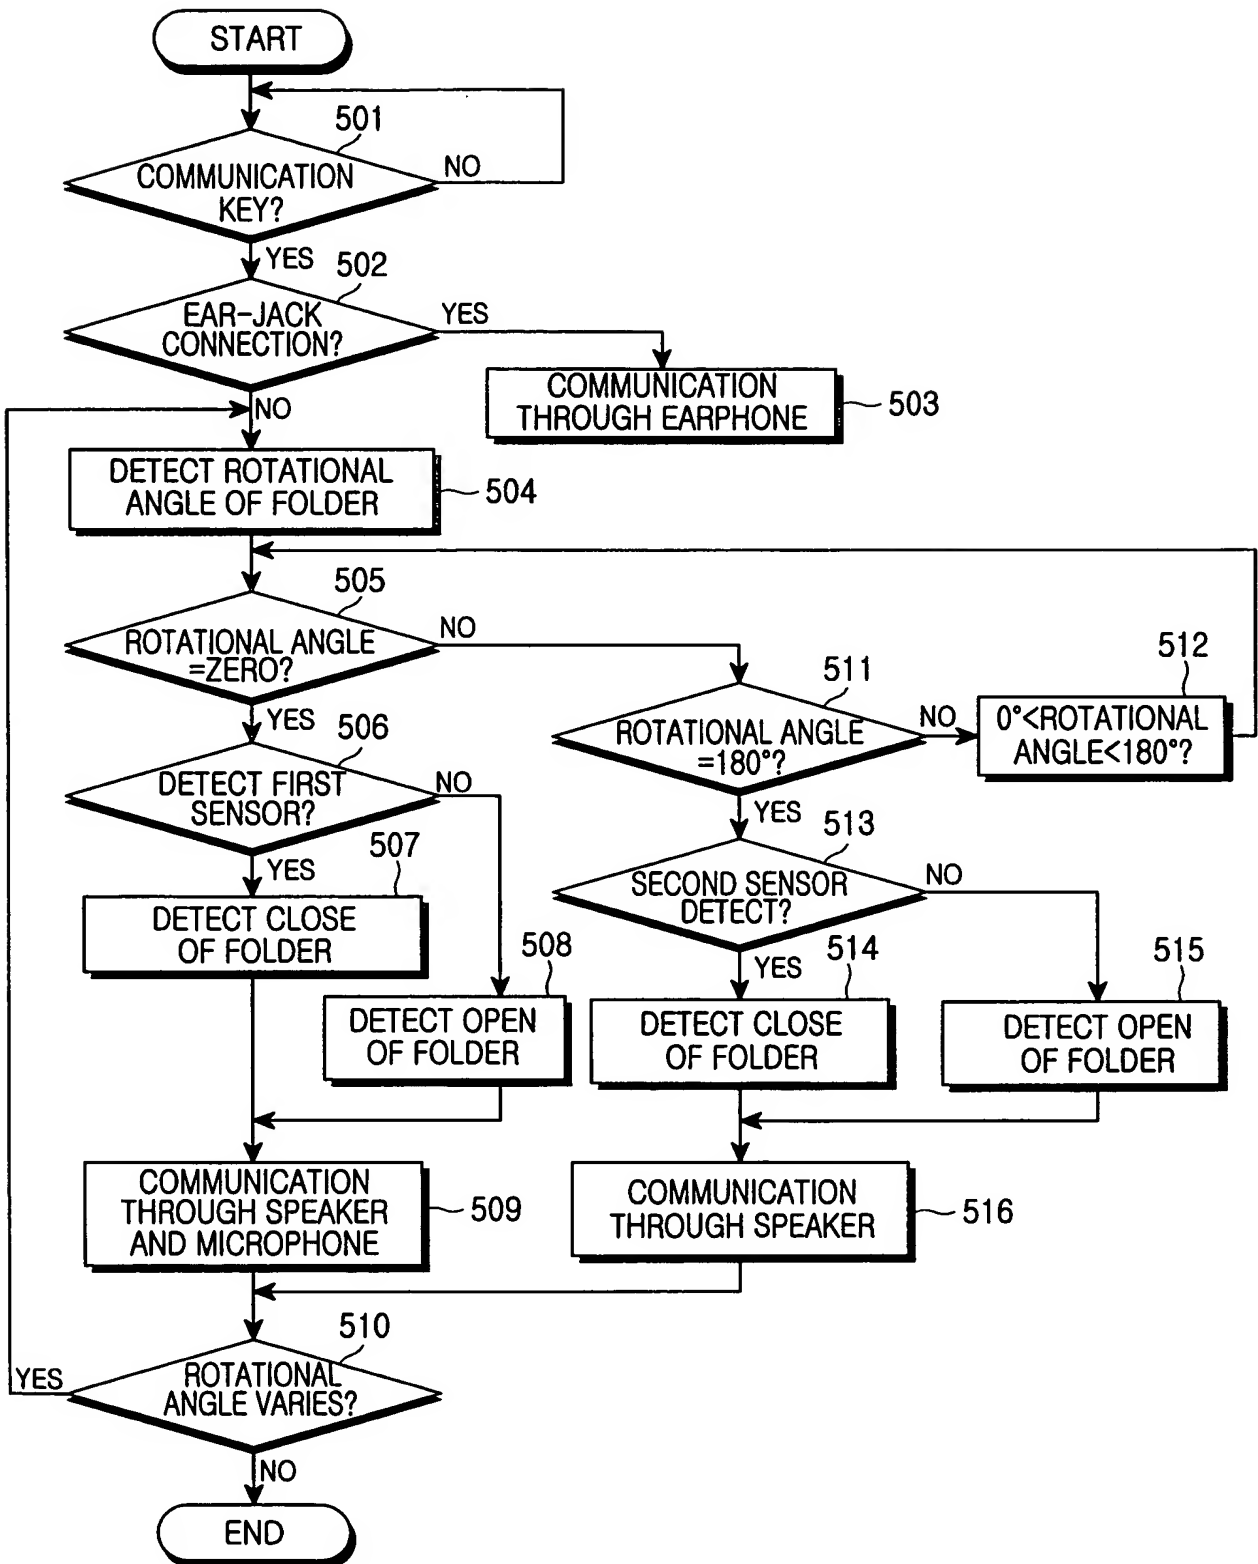 START
501
COMMUNICATION
KEY?
NO
YES
502
EAR-JACK
CONNECTION?
YES
COMMUNICATION
THROUGH EARPHONE
503
NO
DETECT ROTATIONAL
ANGLE OF FOLDER
504
505
ROTATIONAL ANGLE
=ZERO?
NO
YES
511
ROTATIONAL ANGLE
=180°?
NO
512
0°<ROTATIONAL
ANGLE<180°?
YES
506
DETECT FIRST
SENSOR?
NO
YES
507
DETECT CLOSE
OF FOLDER
508
DETECT OPEN
OF FOLDER
513
SECOND SENSOR
DETECT?
NO
YES
514
DETECT CLOSE
OF FOLDER
515
DETECT OPEN
OF FOLDER
COMMUNICATION
THROUGH SPEAKER
AND MICROPHONE
509
COMMUNICATION
THROUGH SPEAKER
516
510
ROTATIONAL
ANGLE VARIES?
YES
NO
END